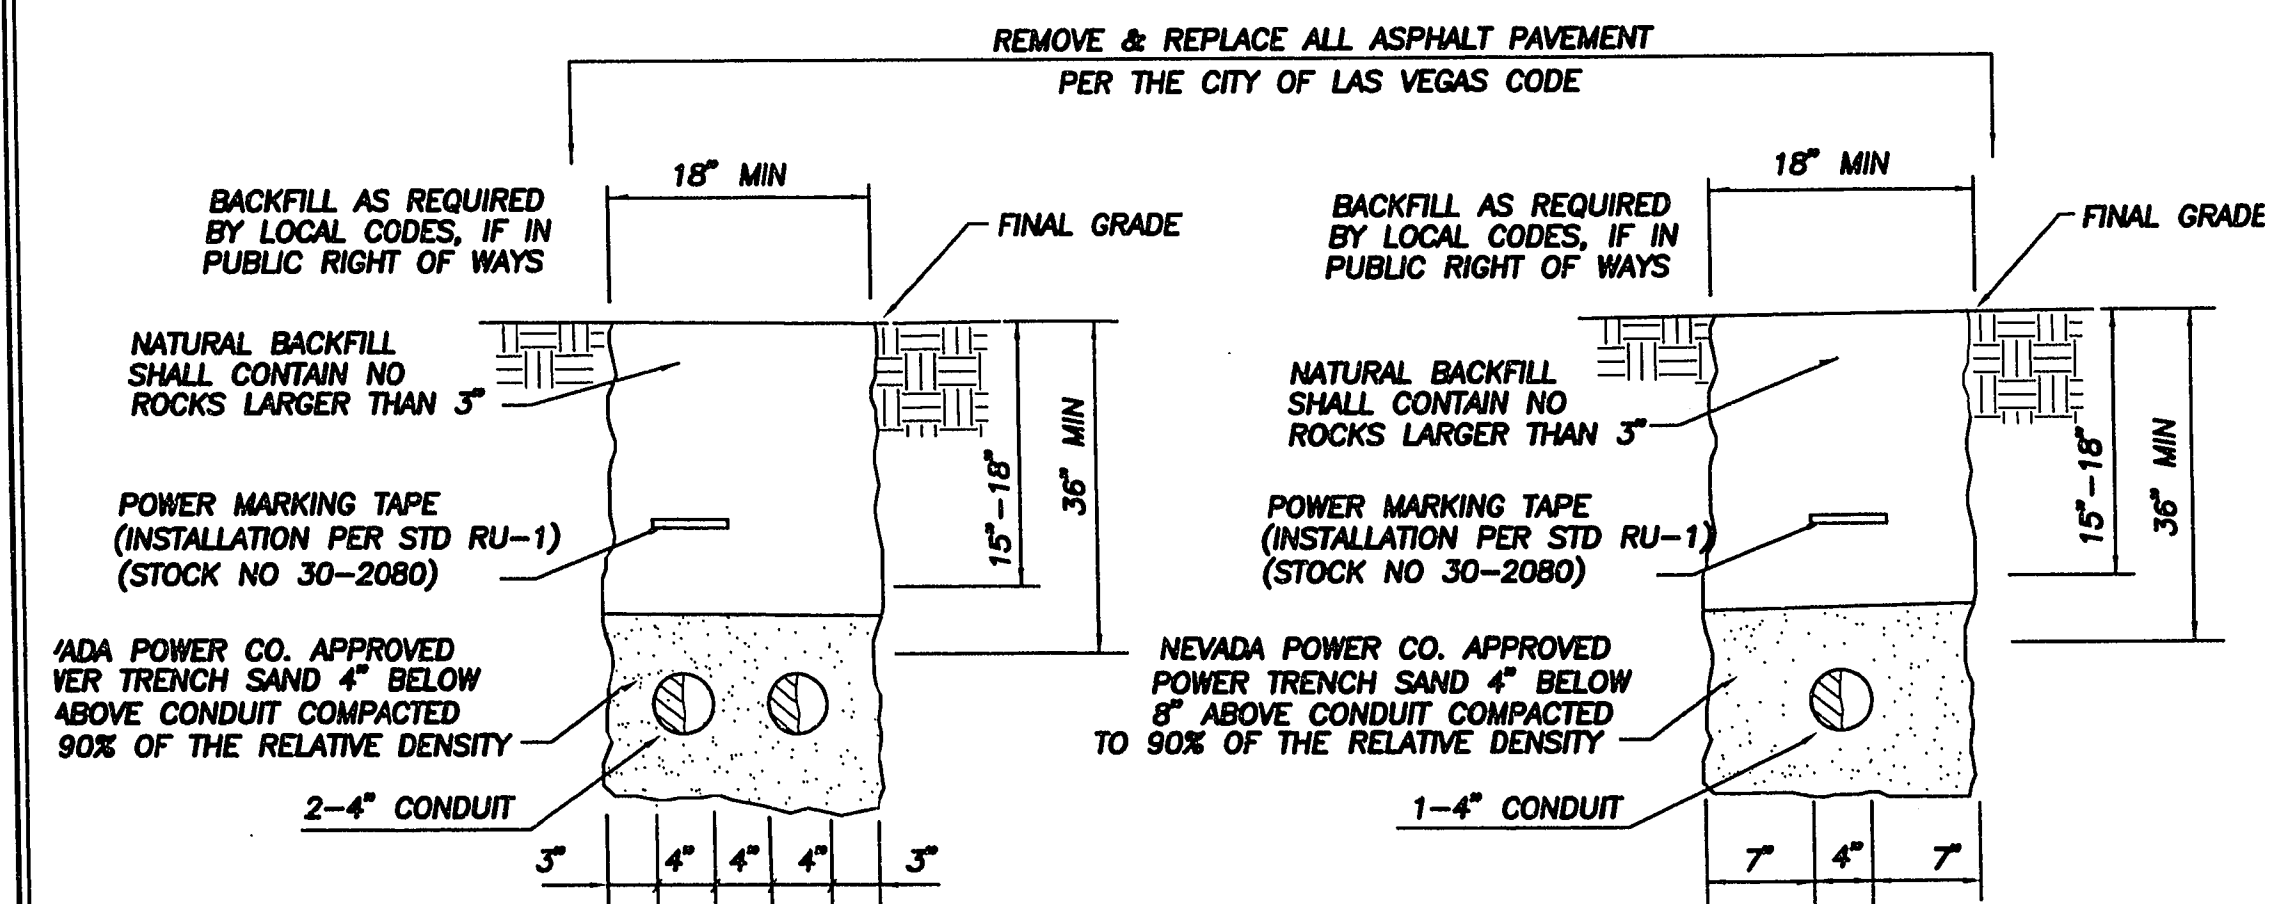 REMOVE & REPLACE ALL ASPHALT PAVEMENT
PER THE CITY OF LAS VEGAS CODE
18" MIN
BACKFILL AS REQUIRED
BY LOCAL CODES, IF IN
PUBLIC RIGHT OF WAYS
FINAL GRADE
NATURAL BACKFILL
SHALL CONTAIN NO
ROCKS LARGER THAN 3"
15"-18"
36" MIN
POWER MARKING TAPE
(INSTALLATION PER STD RU-1)
(STOCK NO 30-2080)
'ADA POWER CO. APPROVED
VER TRENCH SAND 4" BELOW
ABOVE CONDUIT COMPACTED
90% OF THE RELATIVE DENSITY
2-4" CONDUIT
3" 4" 4" 4" 3"
18" MIN
BACKFILL AS REQUIRED
BY LOCAL CODES, IF IN
PUBLIC RIGHT OF WAYS
FINAL GRADE
NATURAL BACKFILL
SHALL CONTAIN NO
ROCKS LARGER THAN 3"
15"-18"
36" MIN
POWER MARKING TAPE
(INSTALLATION PER STD RU-1)
(STOCK NO 30-2080)
NEVADA POWER CO. APPROVED
POWER TRENCH SAND 4" BELOW
8" ABOVE CONDUIT COMPACTED
TO 90% OF THE RELATIVE DENSITY
1-4" CONDUIT
7" 4" 7"